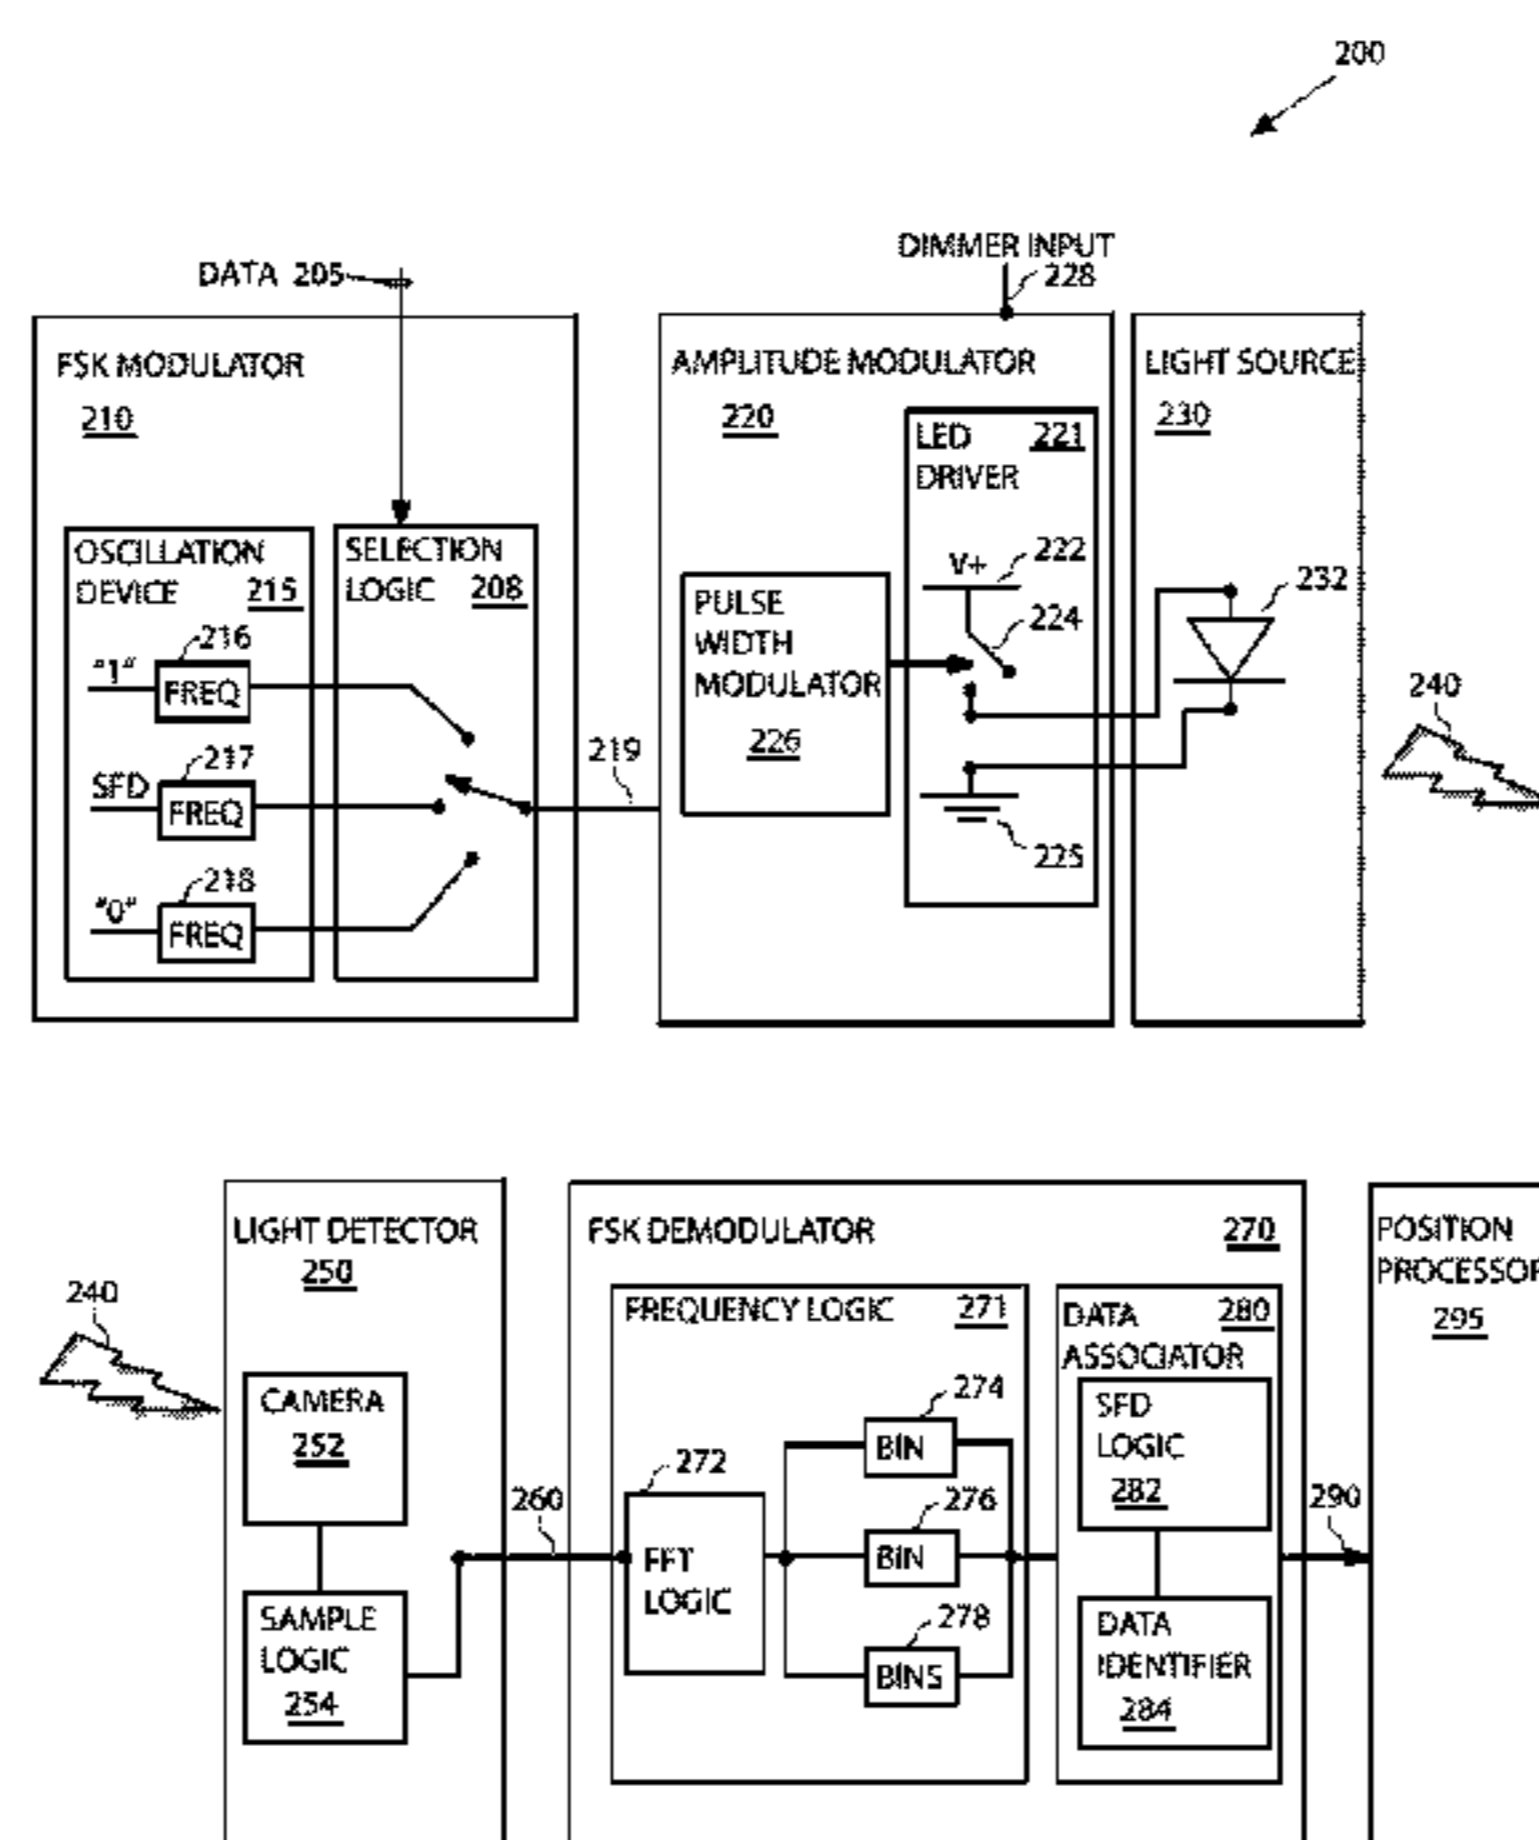 200
DATA 205
DIMMER INPUT
228
FSK MODULATOR
210
OSCILLATION
DEVICE 215
"1"
216
FREQ
SFD
217
FREQ
"0"
218
FREQ
SELECTION
LOGIC 208
219
AMPLITUDE MODULATOR
220
PULSE
WIDTH
MODULATOR
226
LED 221
DRIVER
V+
222
224
225
LIGHT SOURCE
230
232
240
240
LIGHT DETECTOR
250
CAMERA
252
SAMPLE
LOGIC
254
260
FSK DEMODULATOR 270
FREQUENCY LOGIC 271
272
FFT
LOGIC
274
BIN
276
BIN
278
BINS
DATA 280
ASSOCIATOR
SFD
LOGIC
282
DATA
IDENTIFIER
284
290
POSITION
PROCESSOR
295